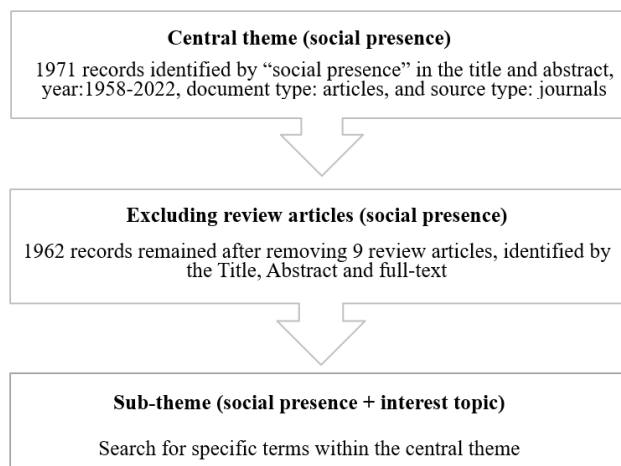 Central theme (social presence)
1971 records identified by “social presence” in the title and abstract,
year:1958-2022, document type: articles, and source type: journals
Excluding review articles (social presence)
1962 records remained after removing 9 review articles, identified by
the Title, Abstract and full-text
Sub-theme (social presence + interest topic)
Search for specific terms within the central theme